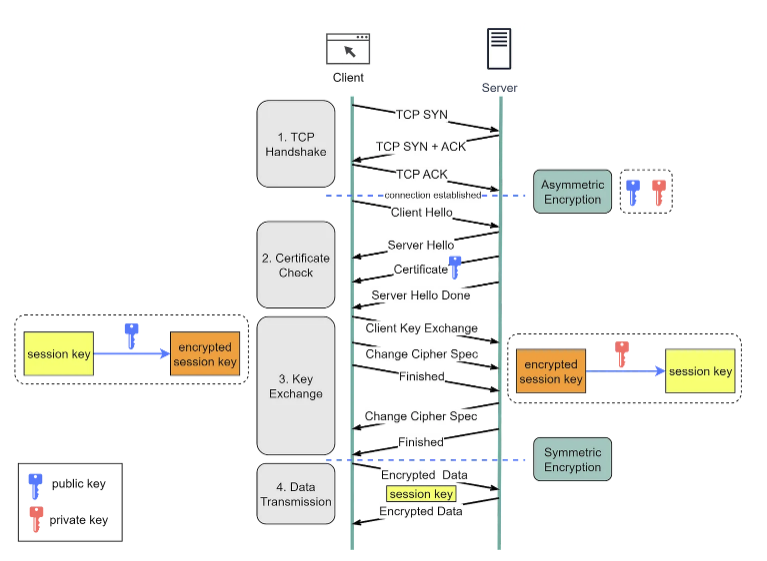 Client
Server
1. TCP
Handshake
TCP SYN
TCP SYN + ACK
TCP ACK
connection established
Asymmetric
Encryption
Client Hello
2. Certificate
Check
Server Hello
Certificate
Server Hello Done
3. Key
Exchange
Client Key Exchange
Change Cipher Spec
Finished
Change Cipher Spec
Finished
session key
encrypted
session key
encrypted
session key
session key
Symmetric
Encryption
4. Data
Transmission
Encrypted Data
session key
Encrypted Data
public key
private key